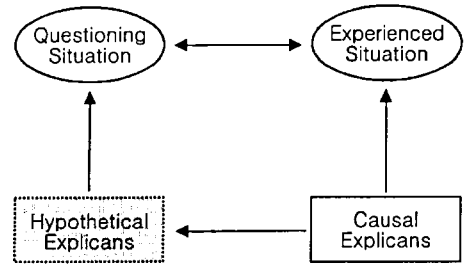 Questioning
Situation
Experienced
Situation
Hypothetical
Explicans
Causal
Explicans